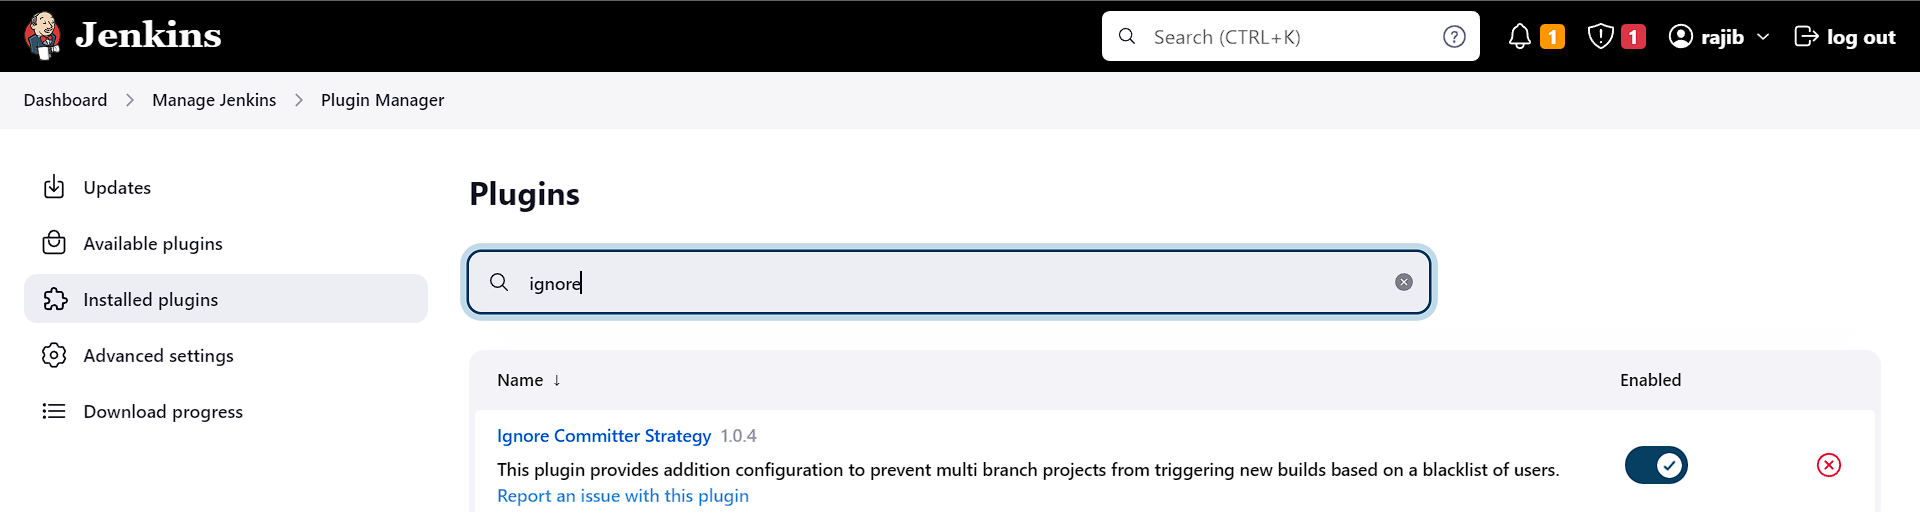 Jenkins
Search (CTRL+K)
1
1
rajib
log out
Dashboard
Manage Jenkins
Plugin Manager
Updates
Available plugins
Installed plugins
Advanced settings
Download progress
Plugins
ignore
Name ↓
Enabled
Ignore Committer Strategy 1.0.4
This plugin provides addition configuration to prevent multi branch projects from triggering new builds based on a blacklist of users.
Report an issue with this plugin